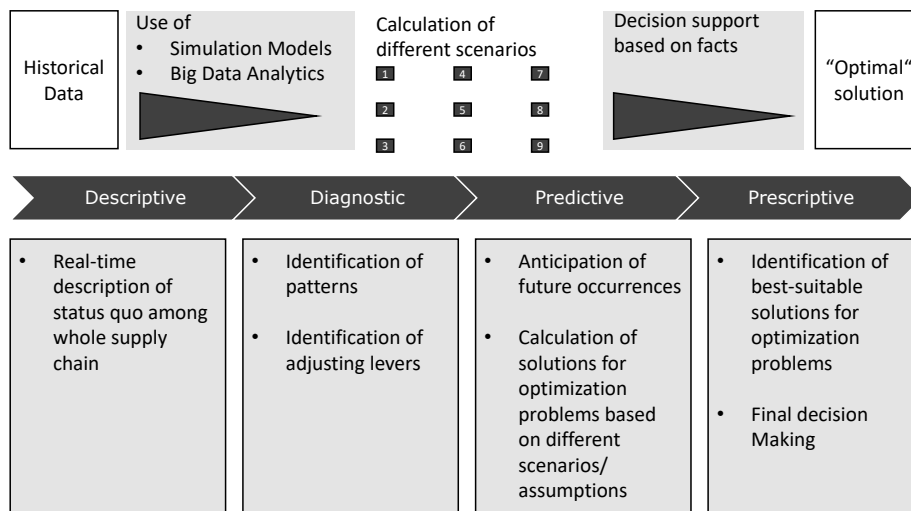 Historical
Data
Use of
• Simulation Models
• Big Data Analytics
Calculation of
different scenarios
1 4 7
2 5 8
3 6 9
Decision support
based on facts
“Optimal“
solution
Descriptive
Diagnostic
Predictive
Prescriptive
• Real-time
description of
status quo among
whole supply
chain
• Identification of
patterns
• Identification of
adjusting levers
• Anticipation of
future occurrences
• Calculation of
solutions for
optimization
problems based
on different
scenarios/
assumptions
• Identification of
best-suitable
solutions for
optimization
problems
• Final decision
Making